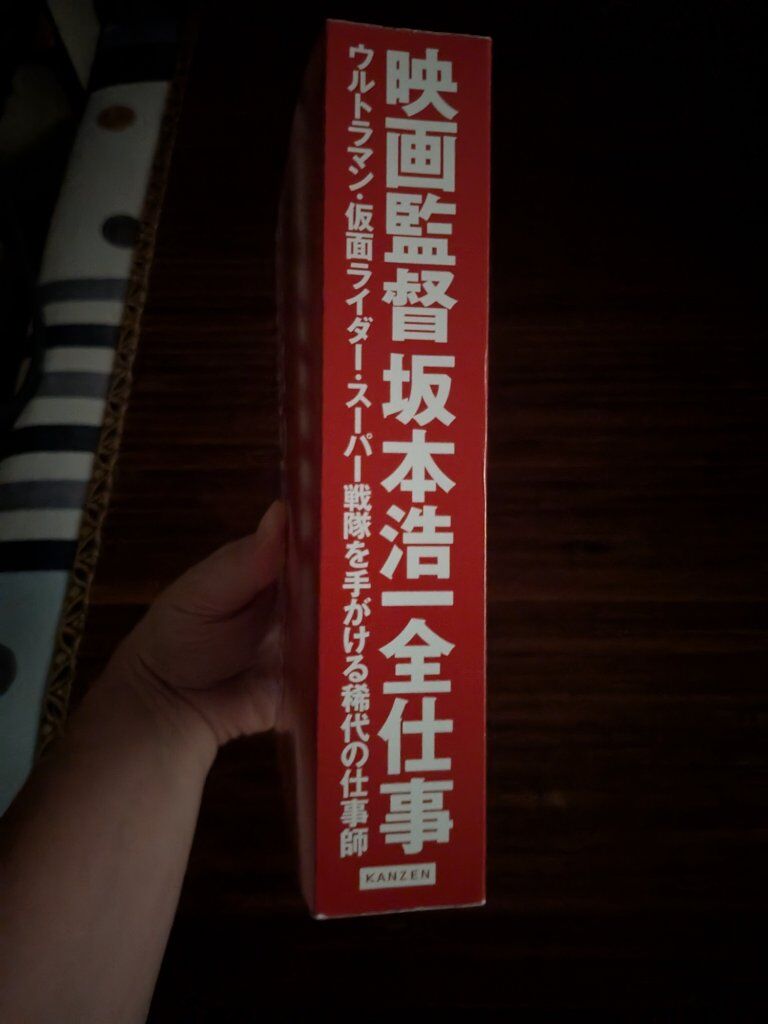 映画監督 坂本浩一 全仕事
ウルトラマン・仮面ライダー・スーパー戦隊を手がける稀代の仕事師
KANZEN